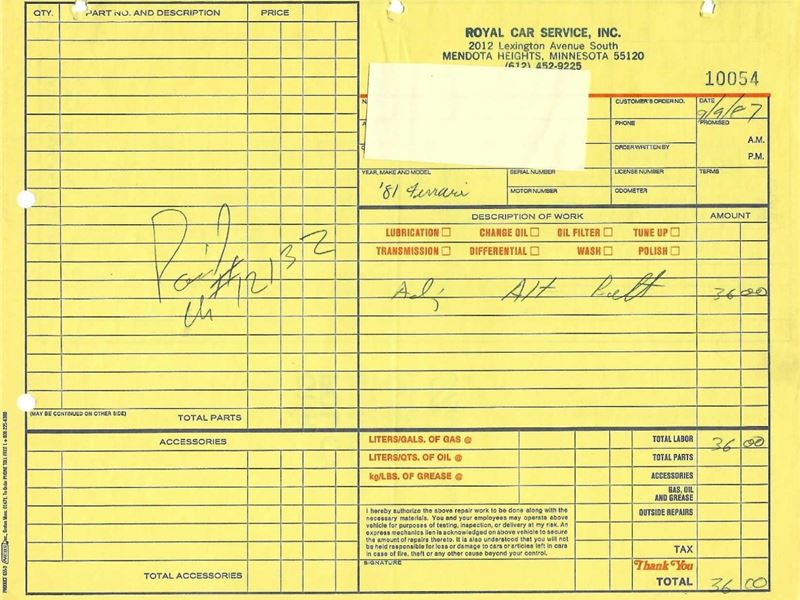 QTY. PART NO. AND DESCRIPTION PRICE
ROYAL CAR SERVICE, INC.
2012 Lexington Avenue South
MENDOTA HEIGHTS, MINNESOTA 55120
(612) 452-9225
10054
CUSTOMER'S ORDER NO. DATE
9/9/87
PHONE PROMISED
A.M.
ORDER WRITTEN BY
P.M.
YEAR, MAKE AND MODEL SERIAL NUMBER LICENSE NUMBER TERMS
'81 Ferrari
MOTOR NUMBER ODOMETER
DESCRIPTION OF WORK AMOUNT
LUBRICATION CHANGE OIL OIL FILTER TUNE UP
TRANSMISSION DIFFERENTIAL WASH POLISH
Paid
ch #12132
Adj Alt Belt 36 00
(MAY BE CONTINUED ON OTHER SIDE)
TOTAL PARTS
ACCESSORIES
TOTAL ACCESSORIES
LITERS/GALS. OF GAS @
LITERS/QTS. OF OIL @
kg/LBS. OF GREASE @
TOTAL LABOR 36 00
TOTAL PARTS
ACCESSORIES
GAS, OIL
AND GREASE
OUTSIDE REPAIRS
I hereby authorize the above repair work to be done along with the
necessary materials. You and your employees may operate above
vehicle for purposes of testing, inspection, or delivery at my risk. An
express mechanics lien is acknowledged on above vehicle to secure
the amount of repairs thereto. It is also understood that you will
not be held responsible for loss or damage to cars or articles left in cars
in case of fire, theft or any other cause beyond your control.
SIGNATURE
TAX
Thank You
TOTAL 36 00